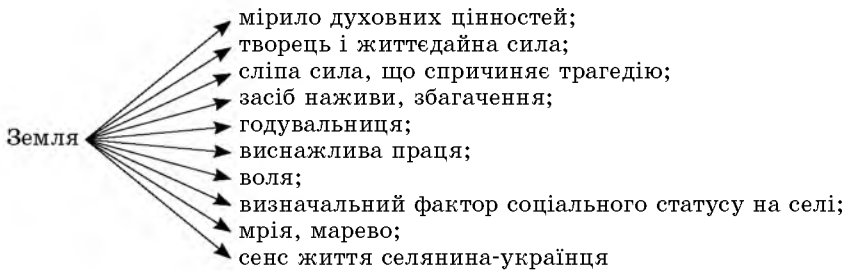 мірило духовних цінностей;
творець і життєдайна сила;
сліпа сила, що спричиняє трагедію;
засіб наживи, збагачення;
годувальниця;
Земля
виснажлива праця;
воля;
визначальний фактор соціального статусу на селі;
мрія, марево;
сенс життя селянина-українця